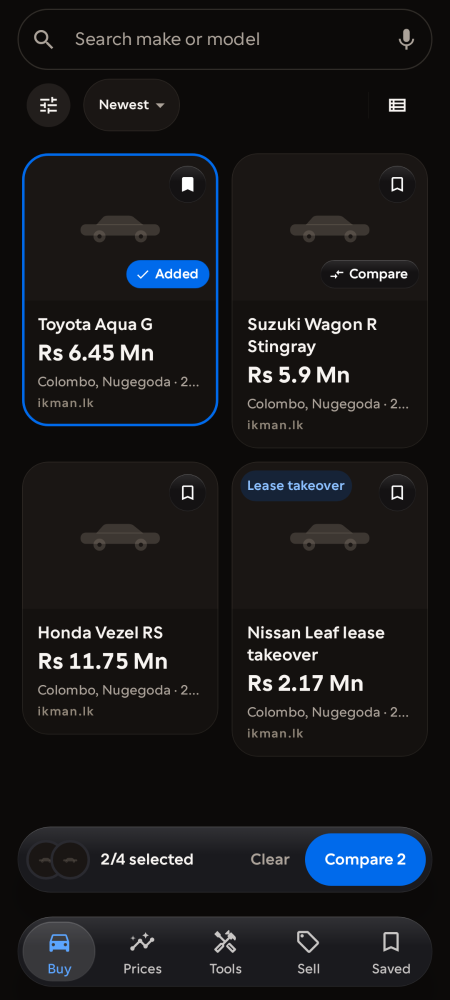 Search make or model
Newest
Added
Toyota Aqua G
Rs 6.45 Mn
Colombo, Nugegoda · 2...
ikman.lk
Compare
Suzuki Wagon R
Stingray
Rs 5.9 Mn
Colombo, Nugegoda · 2...
ikman.lk
Honda Vezel RS
Rs 11.75 Mn
Colombo, Nugegoda · 2...
ikman.lk
Lease takeover
Nissan Leaf lease
takeover
Rs 2.17 Mn
Colombo, Nugegoda · 2...
ikman.lk
2/4 selected
Clear
Compare 2
Buy
Prices
Tools
Sell
Saved